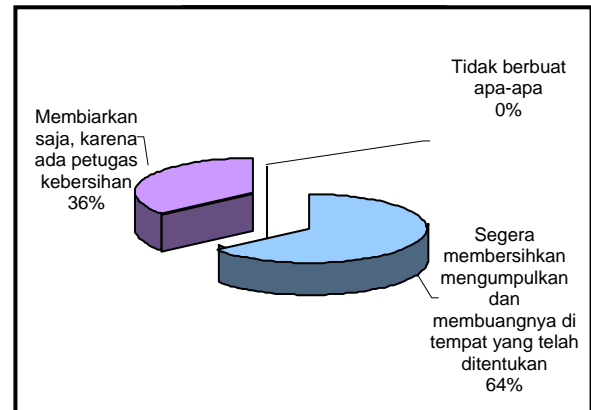 Tidak berbuat
apa-apa
0%
Membiarkan
saja, karena
ada petugas
kebersihan
36%
Segera
membersihkan
mengumpulkan
dan
membuangnya di
tempat yang telah
ditentukan
64%